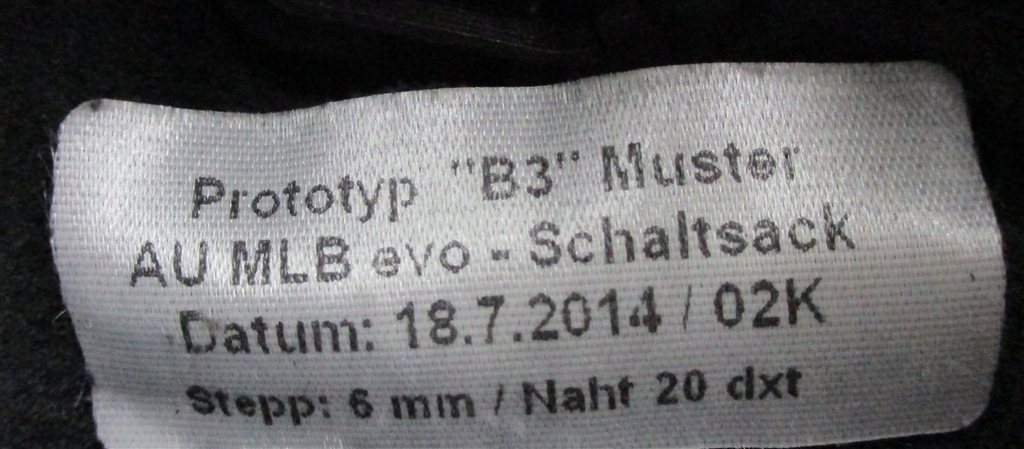 Prototyp "B3" Muster
AU MLB evo - Schaltsack
Datum: 18.7.2014 / 02K
Stepp: 6 mm / Naht 20 dxt